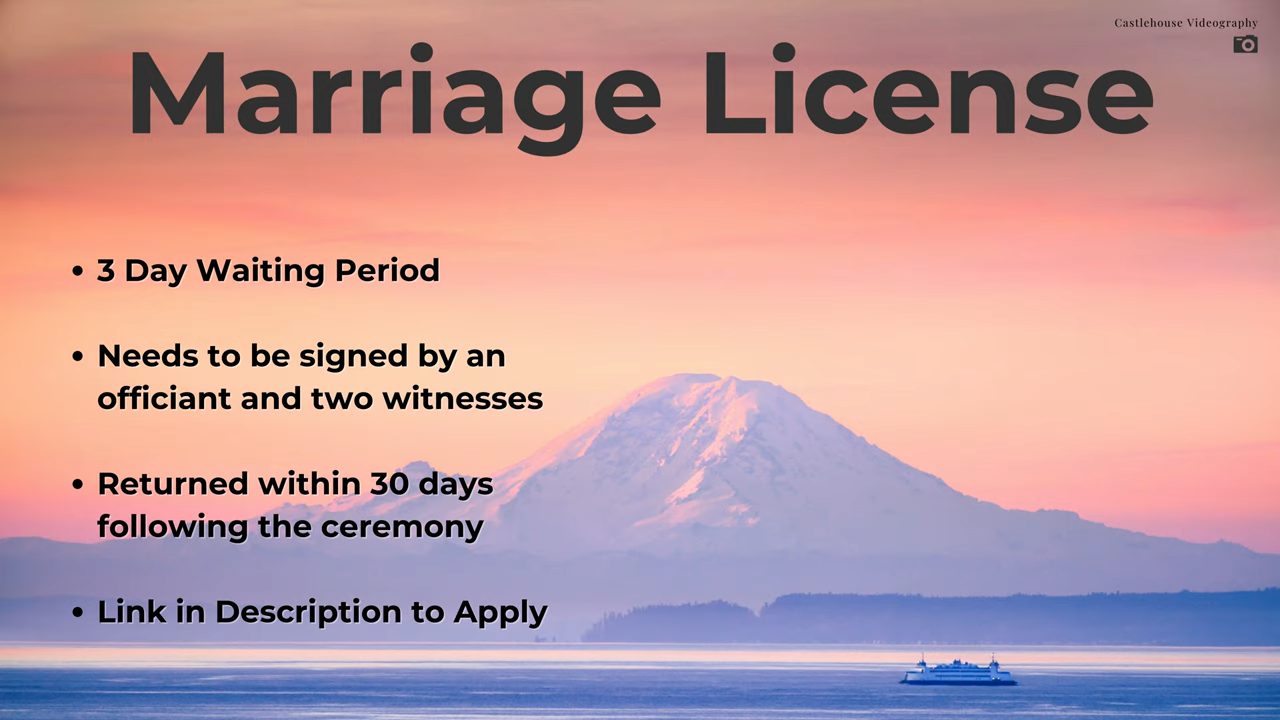 Castlehouse Videography
Marriage License
• 3 Day Waiting Period
• Needs to be signed by an
officiant and two witnesses
• Returned within 30 days
following the ceremony
• Link in Description to Apply